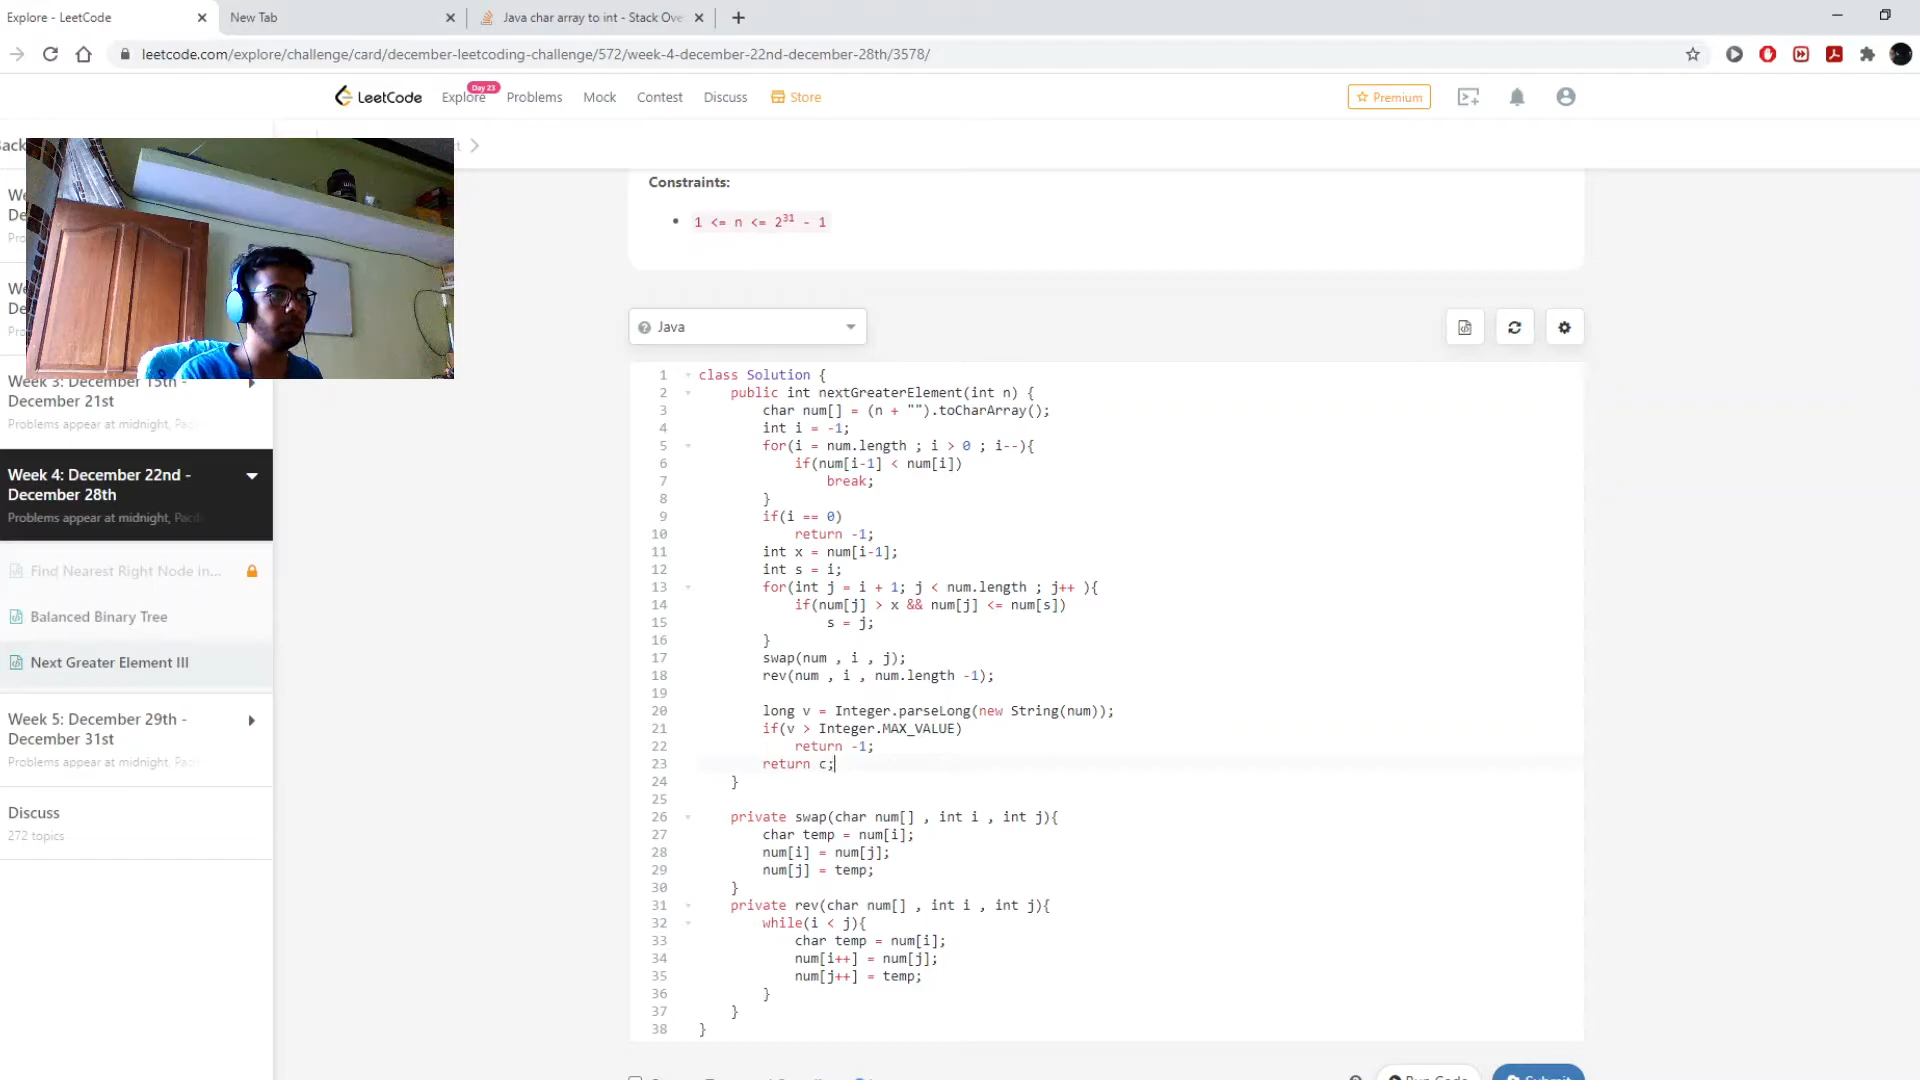 Explore - LeetCode
New Tab
Java char array to int - Stack Ove
leetcode.com/explore/challenge/card/december-leetcoding-challenge/572/week-4-december-22nd-december-28th/3578/
LeetCode
Explore
Day 23
Problems
Mock
Contest
Discuss
Store
Premium
Week 3: December 15th -
December 21st
Problems appear at midnight, Pac
Week 4: December 22nd -
December 28th
Problems appear at midnight, Paci
Find Nearest Right Node in...
Balanced Binary Tree
Next Greater Element III
Week 5: December 29th -
December 31st
Problems appear at midnight, Pac
Discuss
272 topics
Constraints:
1 <= n <= 2^31 - 1
Java
1 class Solution {
2 public int nextGreaterElement(int n) {
3 char num[] = (n + "").toCharArray();
4 int i = -1;
5 for(i = num.length ; i > 0 ; i--){
6 if(num[i-1] < num[i])
7 break;
8 }
9 if(i == 0)
10 return -1;
11 int x = num[i-1];
12 int s = i;
13 for(int j = i + 1; j < num.length ; j++ ){
14 if(num[j] > x && num[j] <= num[s])
15 s = j;
16 }
17 swap(num , i , j);
18 rev(num , i , num.length -1);
19
20 long v = Integer.parseLong(new String(num));
21 if(v > Integer.MAX_VALUE)
22 return -1;
23 return c;
24 }
25
26 private swap(char num[] , int i , int j){
27 char temp = num[i];
28 num[i] = num[j];
29 num[j] = temp;
30 }
31 private rev(char num[] , int i , int j){
32 while(i < j){
33 char temp = num[i];
34 num[i++] = num[j];
35 num[j++] = temp;
36 }
37 }
38 }
Run Code
Submit